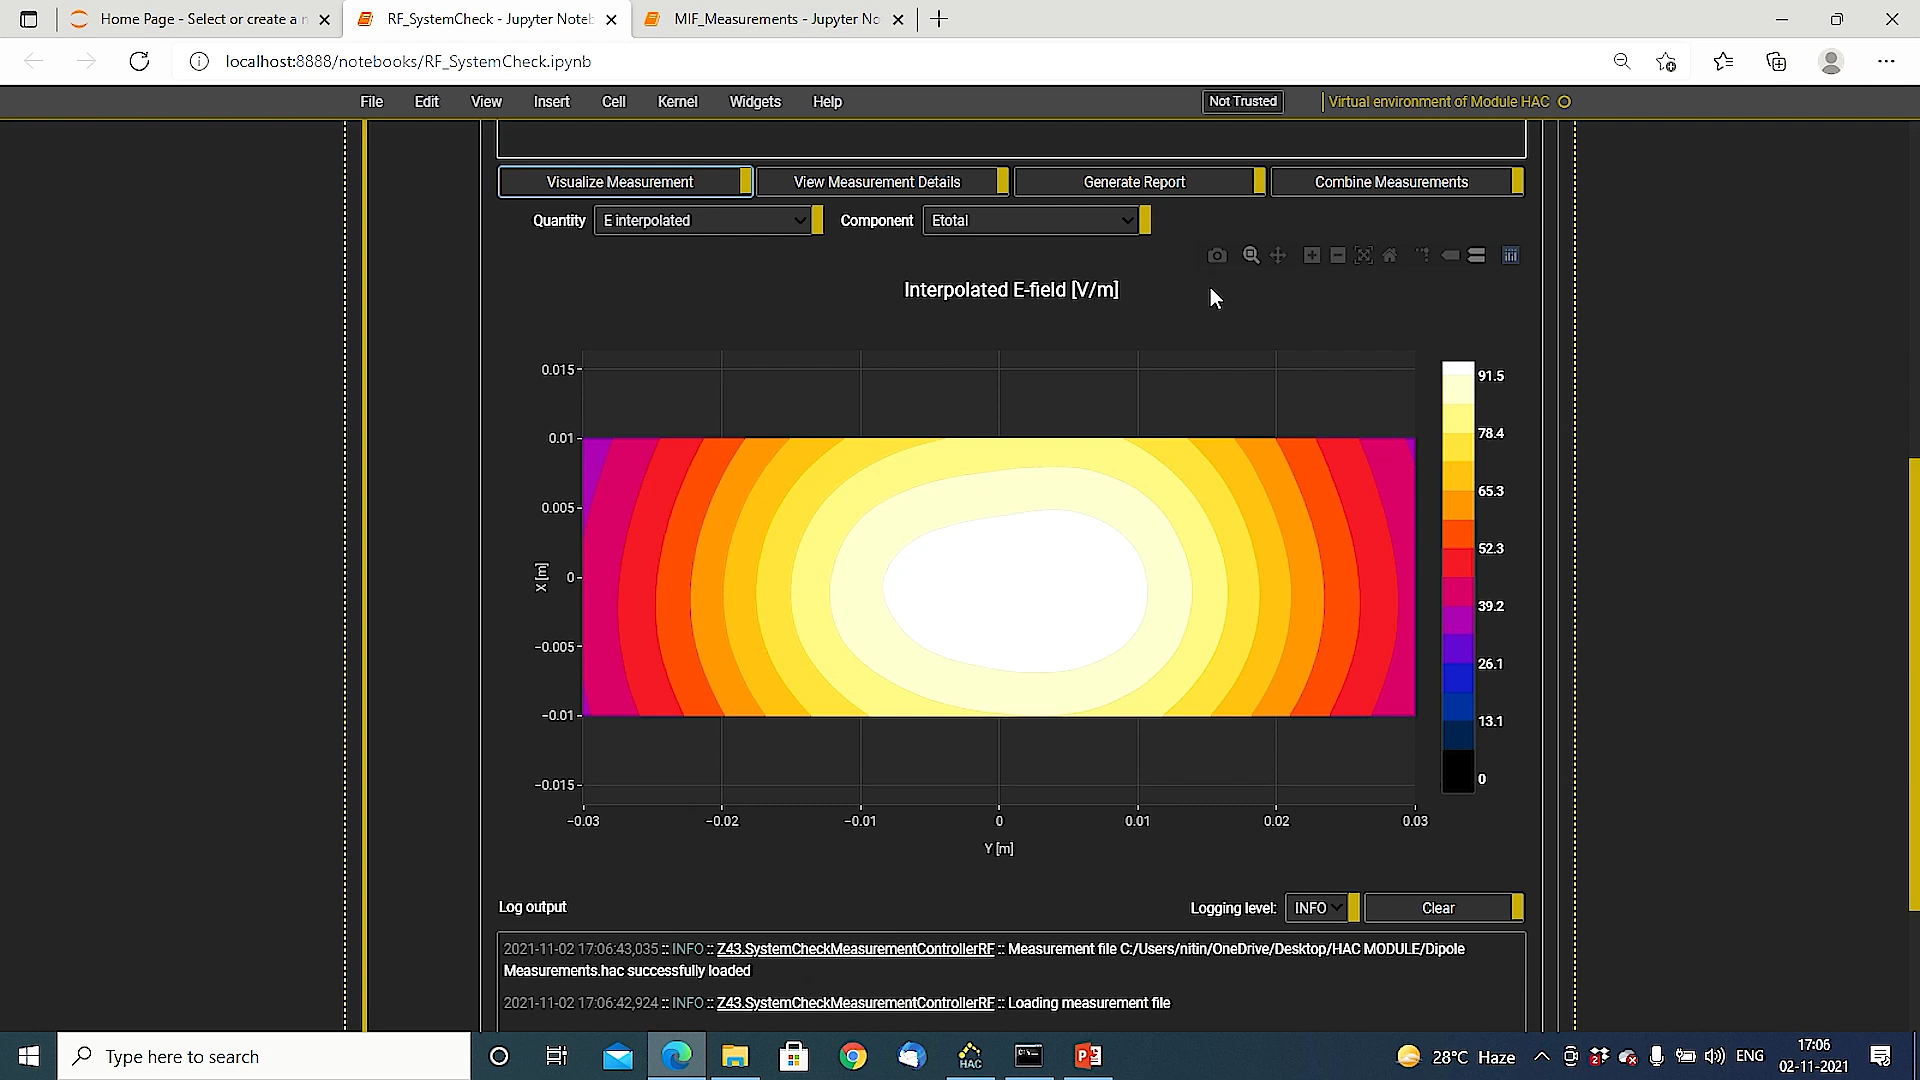 Home Page - Select or create a n
RF_SystemCheck - Jupyter Noteb
MIF_Measurements - Jupyter No
localhost:8888/notebooks/RF_SystemCheck.ipynb
File Edit View Insert Cell Kernel Widgets Help
Not Trusted
Virtual environment of Module HAC
Visualize Measurement
View Measurement Details
Generate Report
Combine Measurements
Quantity E interpolated Component Etotal
Interpolated E-field [V/m]
0.015
0.01
0.005
0
−0.005
−0.01
−0.015
X [m]
−0.03 −0.02 −0.01 0 0.01 0.02 0.03
Y [m]
91.5
78.4
65.3
52.3
39.2
26.1
13.1
0
Log output
Logging level: INFO Clear
2021-11-02 17:06:43,035 :: INFO :: Z43.SystemCheckMeasurementControllerRF :: Measurement file C:/Users/nitin/OneDrive/Desktop/HAC MODULE/Dipole
Measurements.hac successfully loaded
2021-11-02 17:06:42,924 :: INFO :: Z43.SystemCheckMeasurementControllerRF :: Loading measurement file
Type here to search
HAC
28°C Haze
ENG
17:06
02-11-2021